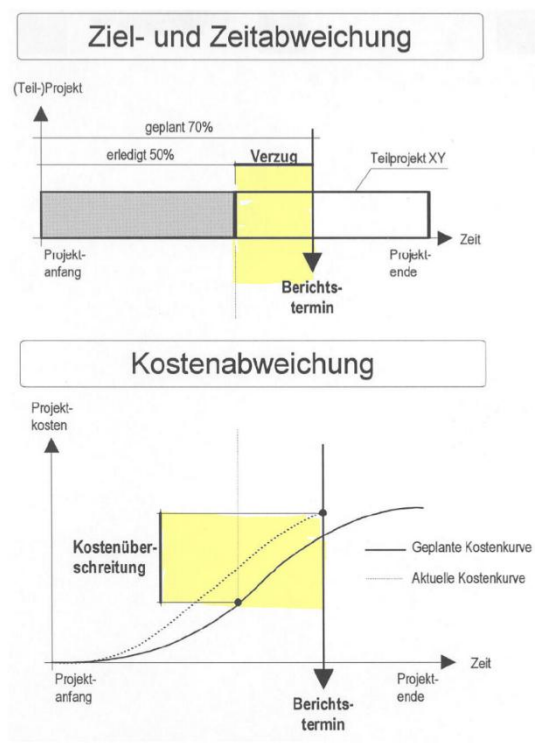 Ziel- und Zeitabweichung
(Teil-)Projekt
geplant 70%
erledigt 50%
Verzug
Teilprojekt XY
Zeit
Projekt-
anfang
Projekt-
ende
Berichts-
termin
Kostenabweichung
Projekt-
kosten
Kostenüber-
schreitung
Geplante Kostenkurve
Aktuelle Kostenkurve
Zeit
Projekt-
anfang
Projekt-
ende
Berichts-
termin